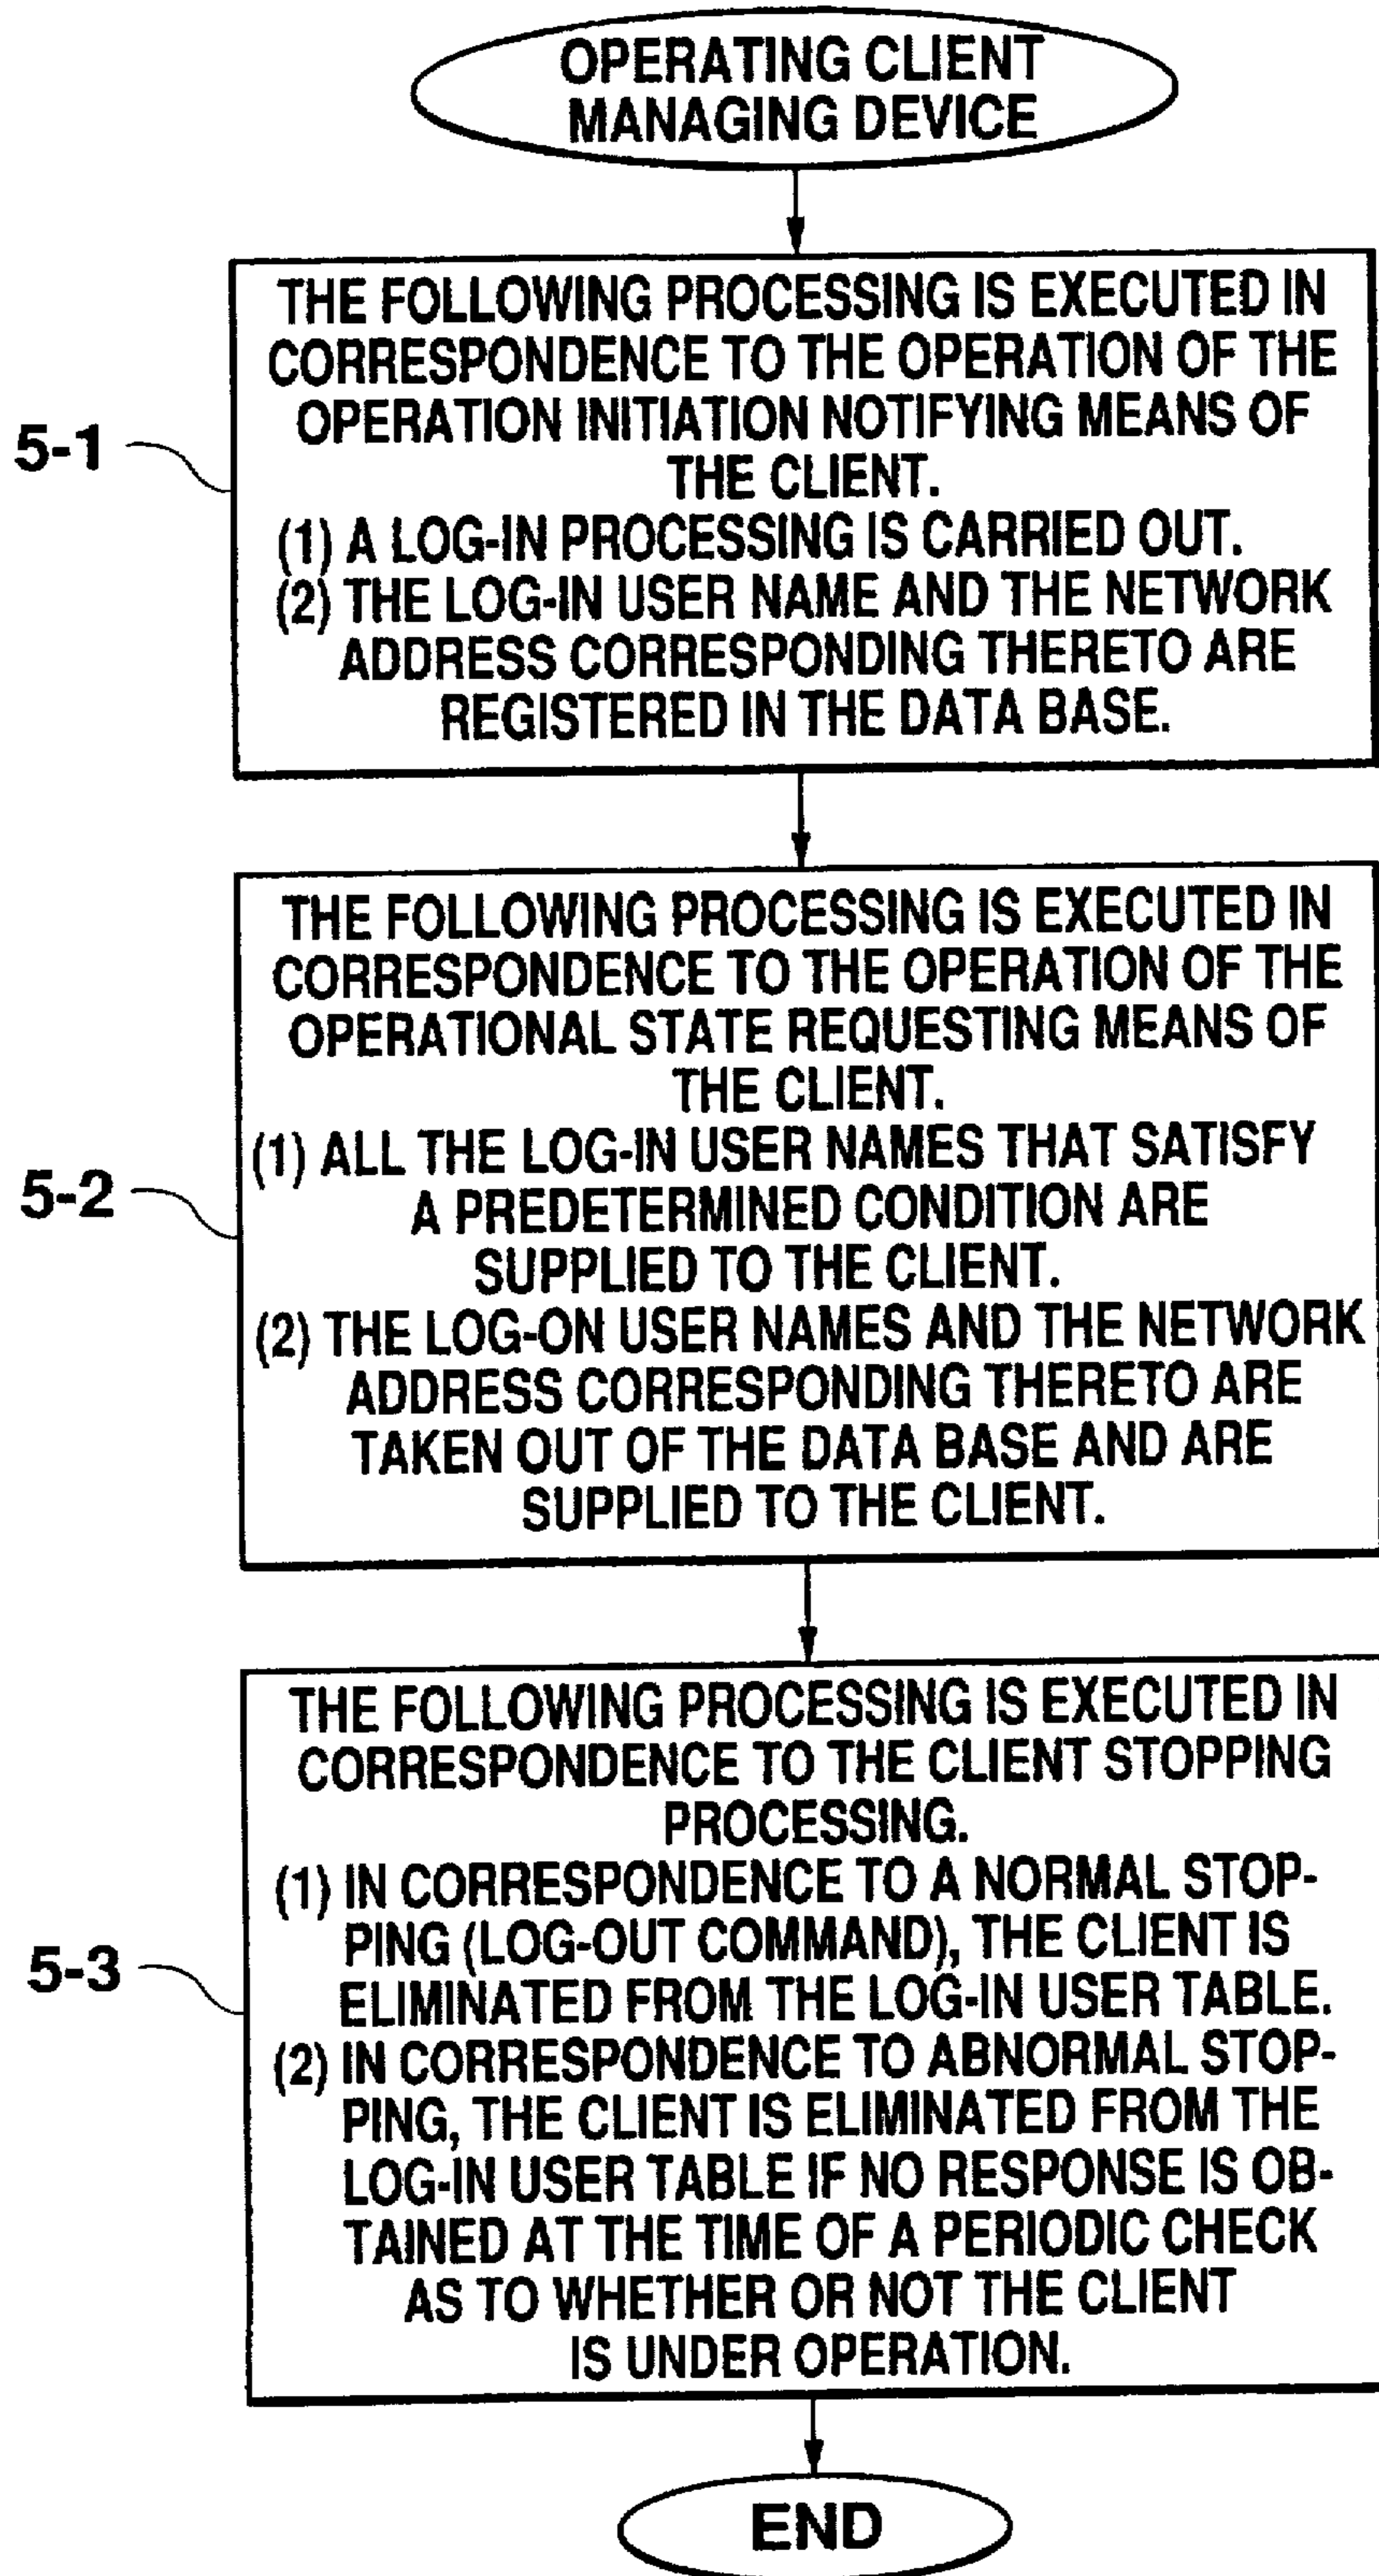 OPERATING CLIENT
MANAGING DEVICE
5-1
THE FOLLOWING PROCESSING IS EXECUTED IN
CORRESPONDENCE TO THE OPERATION OF THE
OPERATION INITIATION NOTIFYING MEANS OF
THE CLIENT.
(1) A LOG-IN PROCESSING IS CARRIED OUT.
(2) THE LOG-IN USER NAME AND THE NETWORK
ADDRESS CORRESPONDING THERETO ARE
REGISTERED IN THE DATA BASE.
5-2
THE FOLLOWING PROCESSING IS EXECUTED IN
CORRESPONDENCE TO THE OPERATION OF THE
OPERATIONAL STATE REQUESTING MEANS OF
THE CLIENT.
(1) ALL THE LOG-IN USER NAMES THAT SATISFY
A PREDETERMINED CONDITION ARE
SUPPLIED TO THE CLIENT.
(2) THE LOG-ON USER NAMES AND THE NETWORK
ADDRESS CORRESPONDING THERETO ARE
TAKEN OUT OF THE DATA BASE AND ARE
SUPPLIED TO THE CLIENT.
5-3
THE FOLLOWING PROCESSING IS EXECUTED IN
CORRESPONDENCE TO THE CLIENT STOPPING
PROCESSING.
(1) IN CORRESPONDENCE TO A NORMAL STOP-
PING (LOG-OUT COMMAND), THE CLIENT IS
ELIMINATED FROM THE LOG-IN USER TABLE.
(2) IN CORRESPONDENCE TO ABNORMAL STOP-
PING, THE CLIENT IS ELIMINATED FROM THE
LOG-IN USER TABLE IF NO RESPONSE IS OB-
TAINED AT THE TIME OF A PERIODIC CHECK
AS TO WHETHER OR NOT THE CLIENT
IS UNDER OPERATION.
END